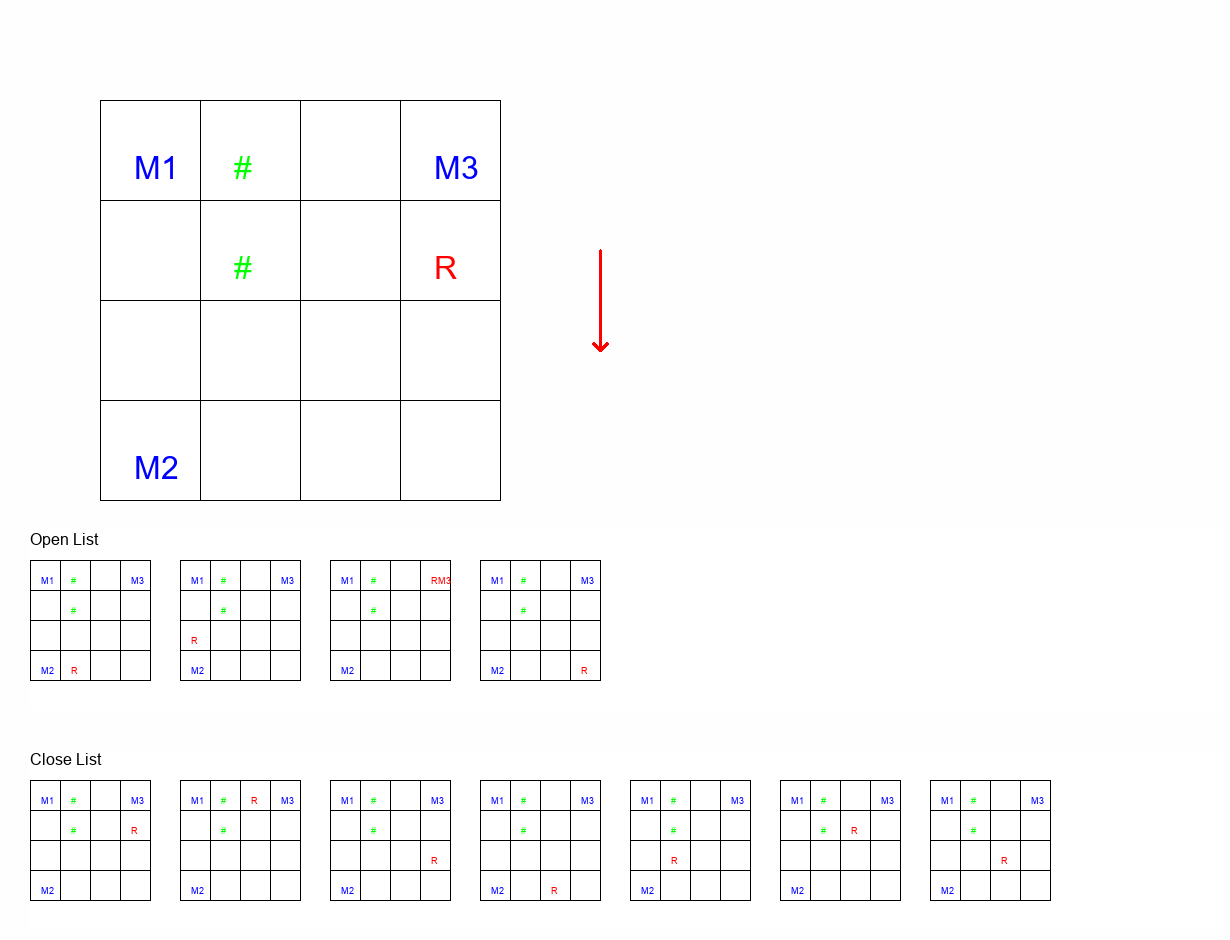 M1 # M3
# R
M2
Open List
M1 # M3 M1 # M3 M1 # RM3 M1 # M3
# # # #
R
M2 R M2 M2 M2 R
Close List
M1 # M3 M1 # R M3 M1 # M3 M1 # M3 M1 # M3 M1 # M3 M1 # M3
# R # # # # # R #
R R R
M2 M2 M2 M2 R M2 M2 M2